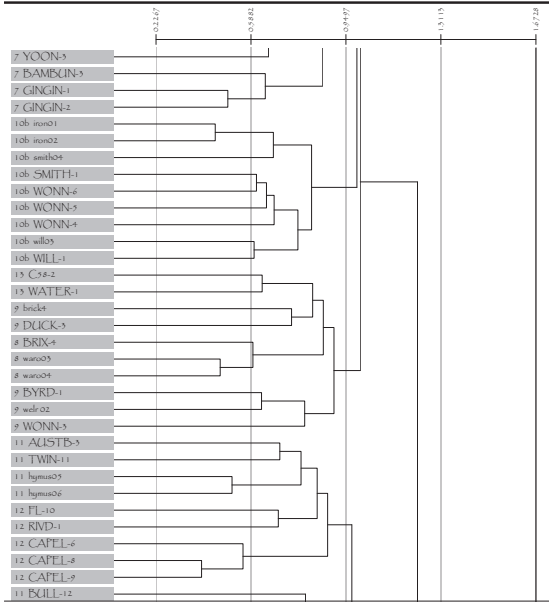 0.2267 0.5882 0.9497 1.3113 1.6728
7 YOON-3
7 BAMBUN-3
7 GINGIN-1
7 GINGIN-2
10b iron01
10b iron02
10b smith04
10b SMITH-1
10b WONN-6
10b WONN-5
10b WONN-4
10b will03
10b WILL-1
13 C58-2
13 WATER-1
9 brick4
9 DUCK-3
8 BRIX-4
8 waro03
8 waro04
9 BYRD-1
9 welr02
9 WONN-3
11 AUSTB-3
11 TWIN-11
11 hymus05
11 hymus06
12 FL-10
12 RIVD-1
12 CAPEL-6
12 CAPEL-8
12 CAPEL-9
11 BULL-12